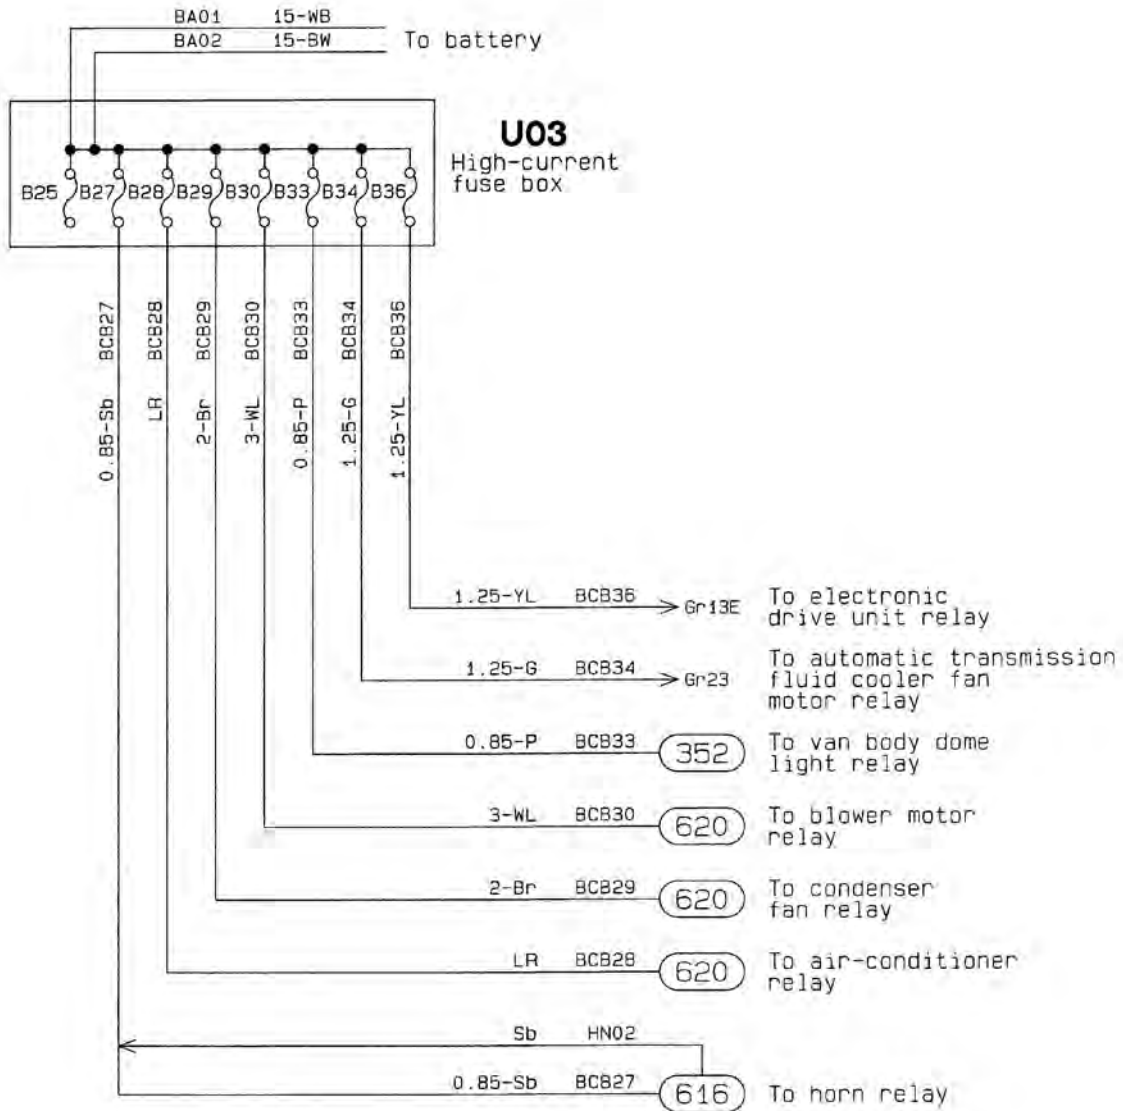 BA01 15-WB
BA02 15-BW
To battery
U03
High-current
fuse box
B25 B27 B28 B29 B30 B33 B34 B36
0.85-Sb BCB27
LR BCB28
2-Br BCB29
3-WL BCB30
0.85-P BCB33
1.25-G BCB34
1.25-YL BCB36
1.25-YL BCB36 Gr13E To electronic
drive unit relay
1.25-G BCB34 Gr23 To automatic transmission
fluid cooler fan
motor relay
0.85-P BCB33 352 To van body dome
light relay
3-WL BCB30 620 To blower motor
relay
2-Br BCB29 620 To condenser
fan relay
LR BCB28 620 To air-conditioner
relay
Sb HN02
0.85-Sb BCB27 616 To horn relay